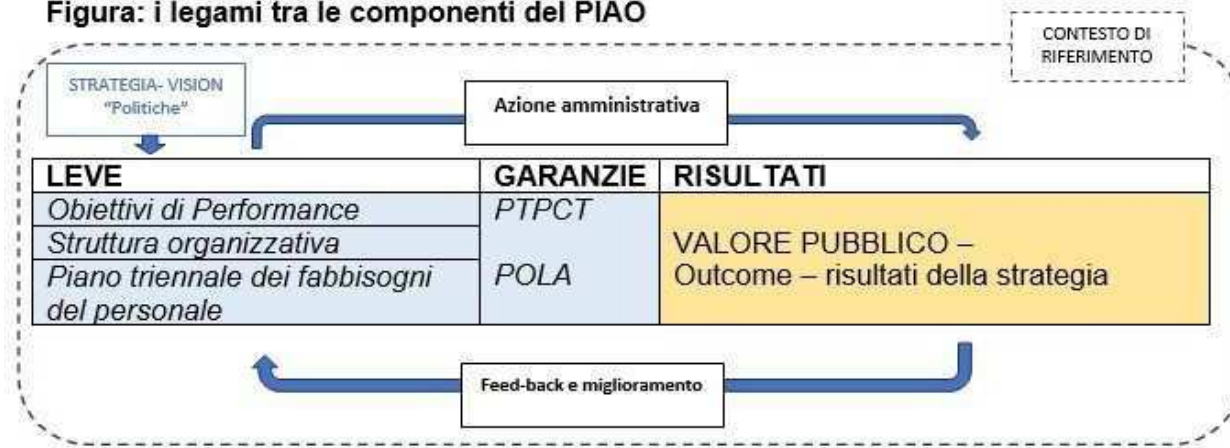 Figura: i legami tra le componenti del PIAO
CONTESTO DI
RIFERIMENTO
STRATEGIA- VISION
"Politiche"
Azione amministrativa
LEVE GARANZIE RISULTATI
Obiettivi di Performance PTPCT
Struttura organizzativa
VALORE PUBBLICO –
Piano triennale dei fabbisogni POLA Outcome – risultati della strategia
del personale
Feed-back e miglioramento